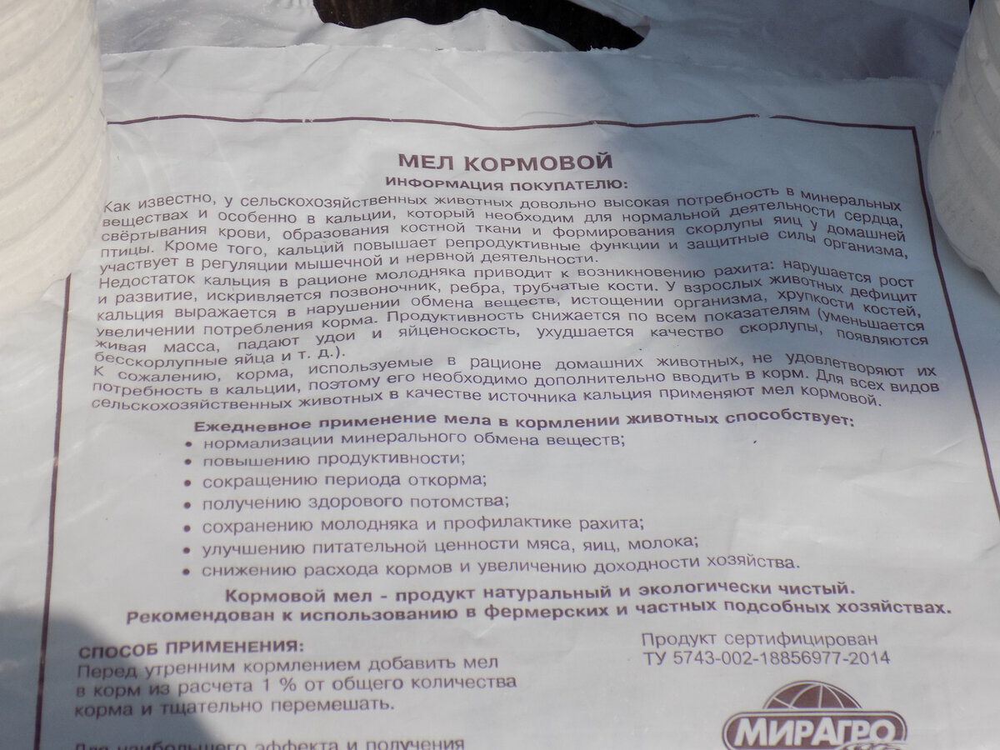 МЕЛ КОРМОВОЙ
ИНФОРМАЦИЯ ПОКУПАТЕЛЮ:
Как известно, у сельскохозяйственных животных довольно высокая потребность в минеральных
веществах и особенно в кальции, который необходим для нормальной деятельности сердца,
свёртывания крови, образования костной ткани и формирования скорлупы яиц у домашней
птицы. Кроме того, кальций повышает репродуктивные функции и защитные силы организма,
участвует в регуляции мышечной и нервной деятельности.
Недостаток кальция в рационе молодняка приводит к возникновению рахита: нарушается рост
и развитие, искривляется позвоночник, ребра, трубчатые кости. У взрослых животных дефицит
кальция выражается в нарушении обмена веществ, истощении организма, хрупкостей костей,
увеличении потребления корма. Продуктивность снижается по всем показателям (уменьшается
живая масса, падают удои и яйценоскость, ухудшается качество скорлупы, появляются
бесскорлупные яйца и т. д.).
К сожалению, корма, используемые в рационе домашних животных, не удовлетворяют их
потребность в кальции, поэтому его необходимо дополнительно вводить в корм. Для всех видов
сельскохозяйственных животных в качестве источника кальция применяют мел кормовой.
Ежедневное применение мела в кормлении животных способствует:
• нормализации минерального обмена веществ;
• повышению продуктивности;
• сокращению периода откорма;
• получению здорового потомства;
• сохранению молодняка и профилактике рахита;
• улучшению питательной ценности мяса, яиц, молока;
• снижению расхода кормов и увеличению доходности хозяйства.
Кормовой мел - продукт натуральный и экологически чистый.
Рекомендован к использованию в фермерских и частных подсобных хозяйствах.
СПОСОБ ПРИМЕНЕНИЯ:
Перед утренним кормлением добавить мел
в корм из расчета 1 % от общего количества
корма и тщательно перемешать.
Для наибольшего эффекта и получения
Продукт сертифицирован
ТУ 5743-002-18856977-2014
МИРАГРО